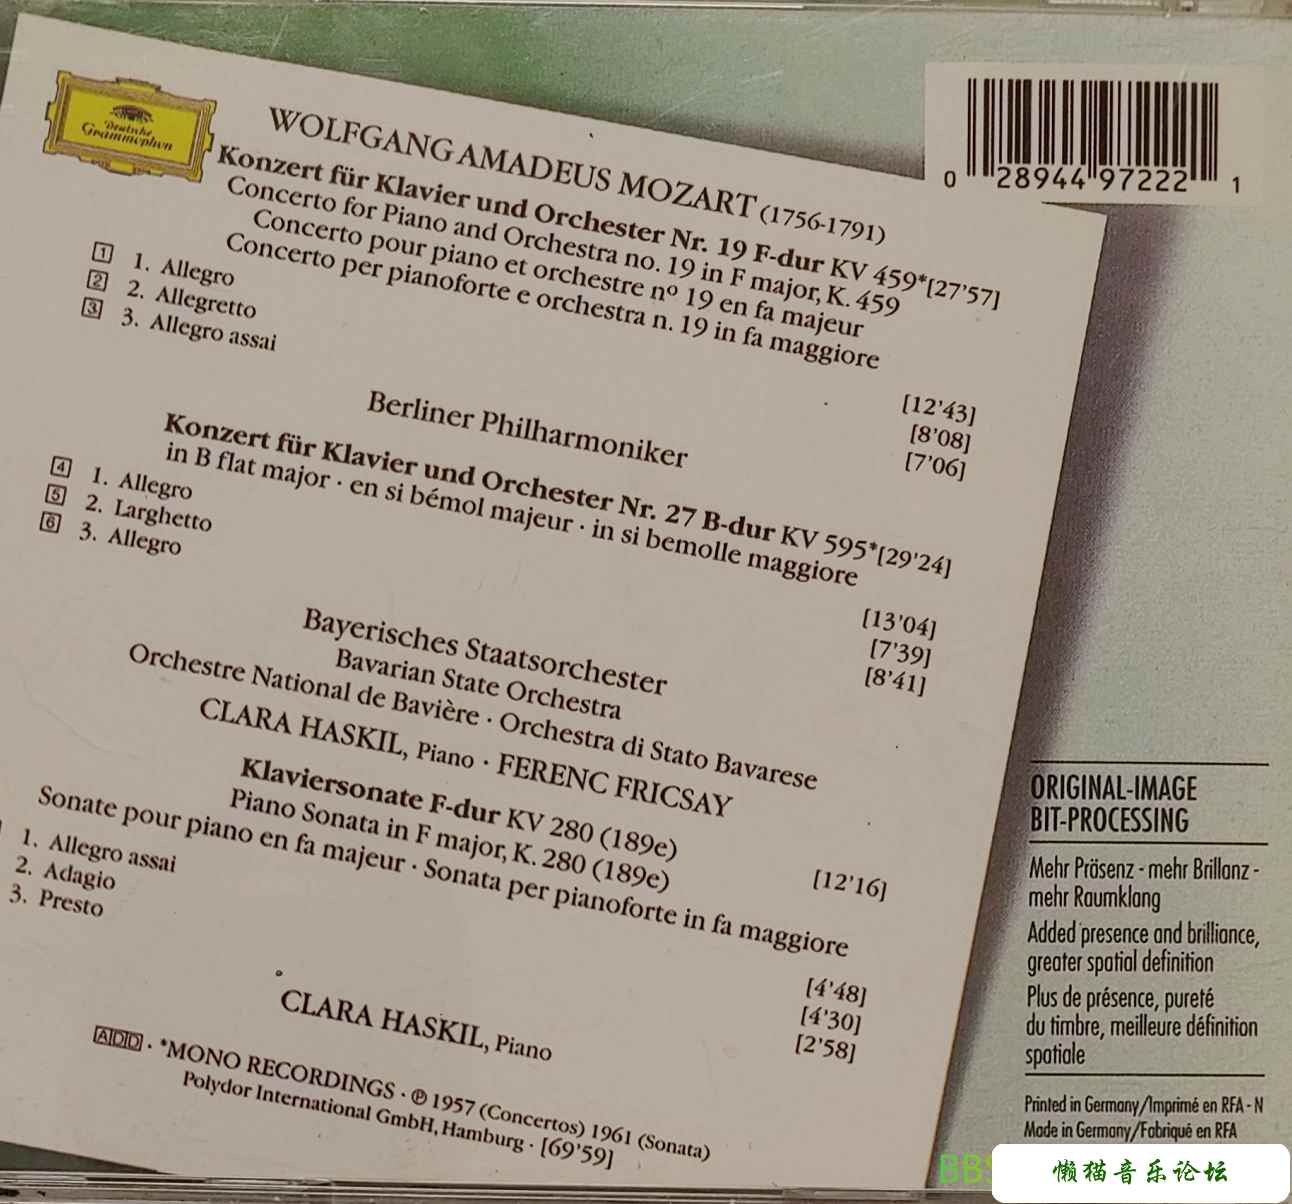 Deutsche
Grammophon
WOLFGANG AMADEUS MOZART (1756-1791)
Konzert für Klavier und Orchester Nr. 19 F-dur KV 459* [27'57]
Concerto for Piano and Orchestra no. 19 in F major, K. 459
Concerto pour piano et orchestre nº 19 en fa majeur
Concerto per pianoforte e orchestra n. 19 in fa maggiore
1 1. Allegro [12'43]
2 2. Allegretto [8'08]
3 3. Allegro assai [7'06]
Berliner Philharmoniker
Konzert für Klavier und Orchester Nr. 27 B-dur KV 595* [29'24]
in B flat major · en si bémol majeur · in si bemolle maggiore
4 1. Allegro [13'04]
5 2. Larghetto [7'39]
6 3. Allegro [8'41]
Bayerisches Staatsorchester
Bavarian State Orchestra
Orchestre National de Bavière · Orchestra di Stato Bavarese
CLARA HASKIL, Piano · FERENC FRICSAY
Klaviersonate F-dur KV 280 (189e) [12'16]
Piano Sonata in F major, K. 280 (189e)
Sonate pour piano en fa majeur · Sonata per pianoforte in fa maggiore
1. Allegro assai [4'48]
2. Adagio [4'30]
3. Presto [2'58]
CLARA HASKIL, Piano
ADD · *MONO RECORDINGS · ℗ 1957 (Concertos) 1961 (Sonata)
Polydor International GmbH, Hamburg · [69'59]
0 28944 97222 1
ORIGINAL-IMAGE
BIT-PROCESSING
Mehr Präsenz - mehr Brillanz -
mehr Raumklang
Added presence and brilliance,
greater spatial definition
Plus de présence, pureté
du timbre, meilleure définition
spatiale
Printed in Germany/Imprimé en RFA - N
Made in Germany/Fabriqué en RFA
BBS
懒猫音乐论坛